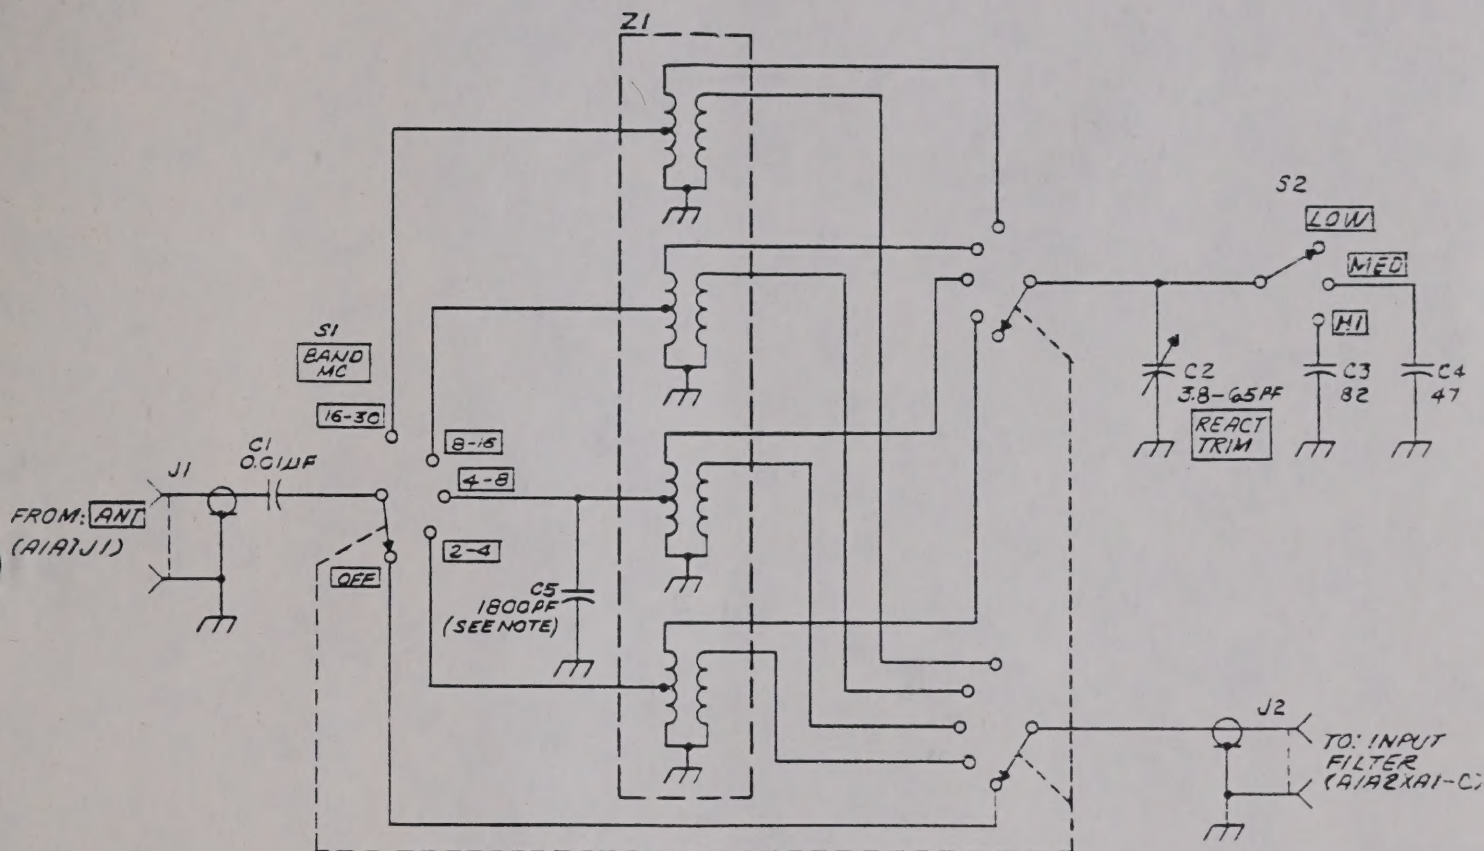 Z1
S2
LOW
MED
HI
S1
BAND
MC
16-30
8-16
4-8
2-4
OFF
C1
0.01µF
J1
FROM: ANT
(A1A7J1)
C2
3.8-65PF
REACT
TRIM
C3
82
C4
47
C5
1800PF
(SEE NOTE)
J2
TO: INPUT
FILTER
(A1A2XA1-C)